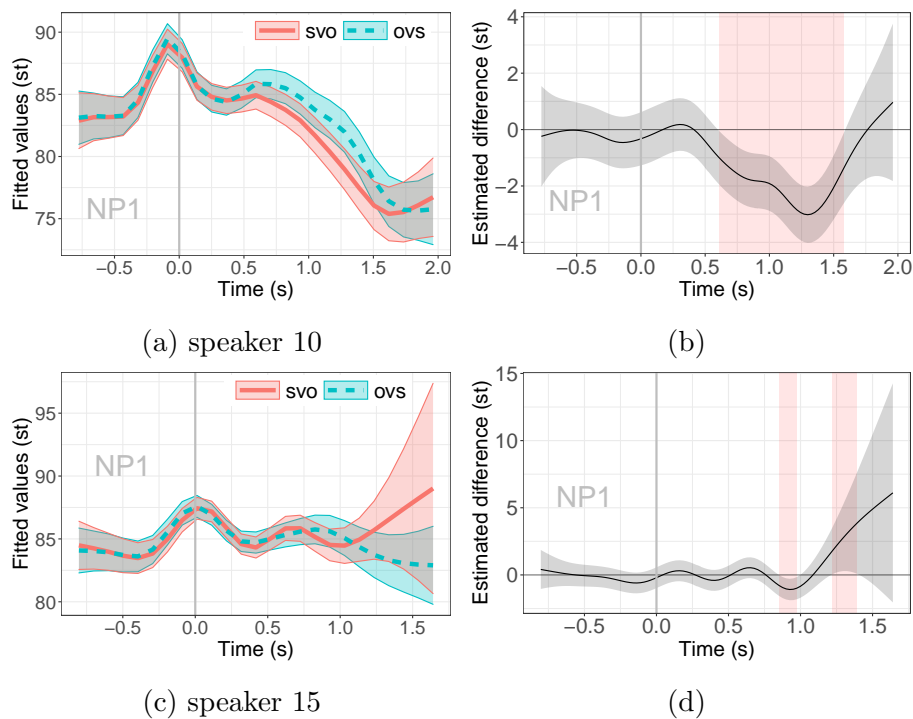 svo ovs
Fitted values (st)
90
85
80
75
NP1
−0.5 0.0 0.5 1.0 1.5 2.0
Time (s)
(a) speaker 10
Estimated difference (st)
4
2
0
−2
−4
NP1
−0.5 0.0 0.5 1.0 1.5 2.0
Time (s)
(b)
svo ovs
Fitted values (st)
95
90
85
80
NP1
−0.5 0.0 0.5 1.0 1.5
Time (s)
(c) speaker 15
Estimated difference (st)
15
10
5
0
NP1
−0.5 0.0 0.5 1.0 1.5
Time (s)
(d)